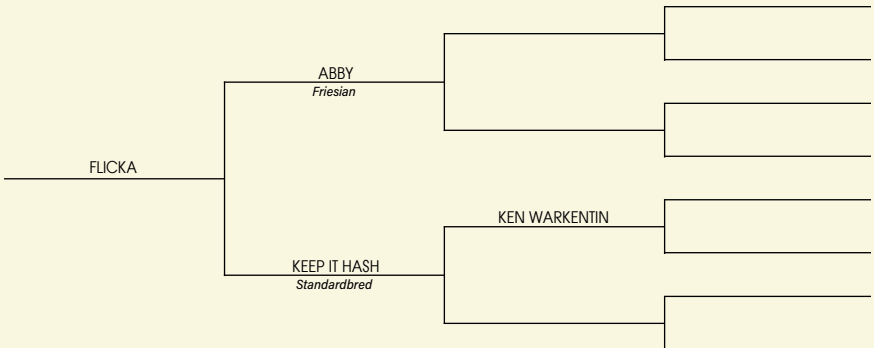 ABBY
Friesian
FLICKA
KEN WARKENTIN
KEEP IT HASH
Standardbred